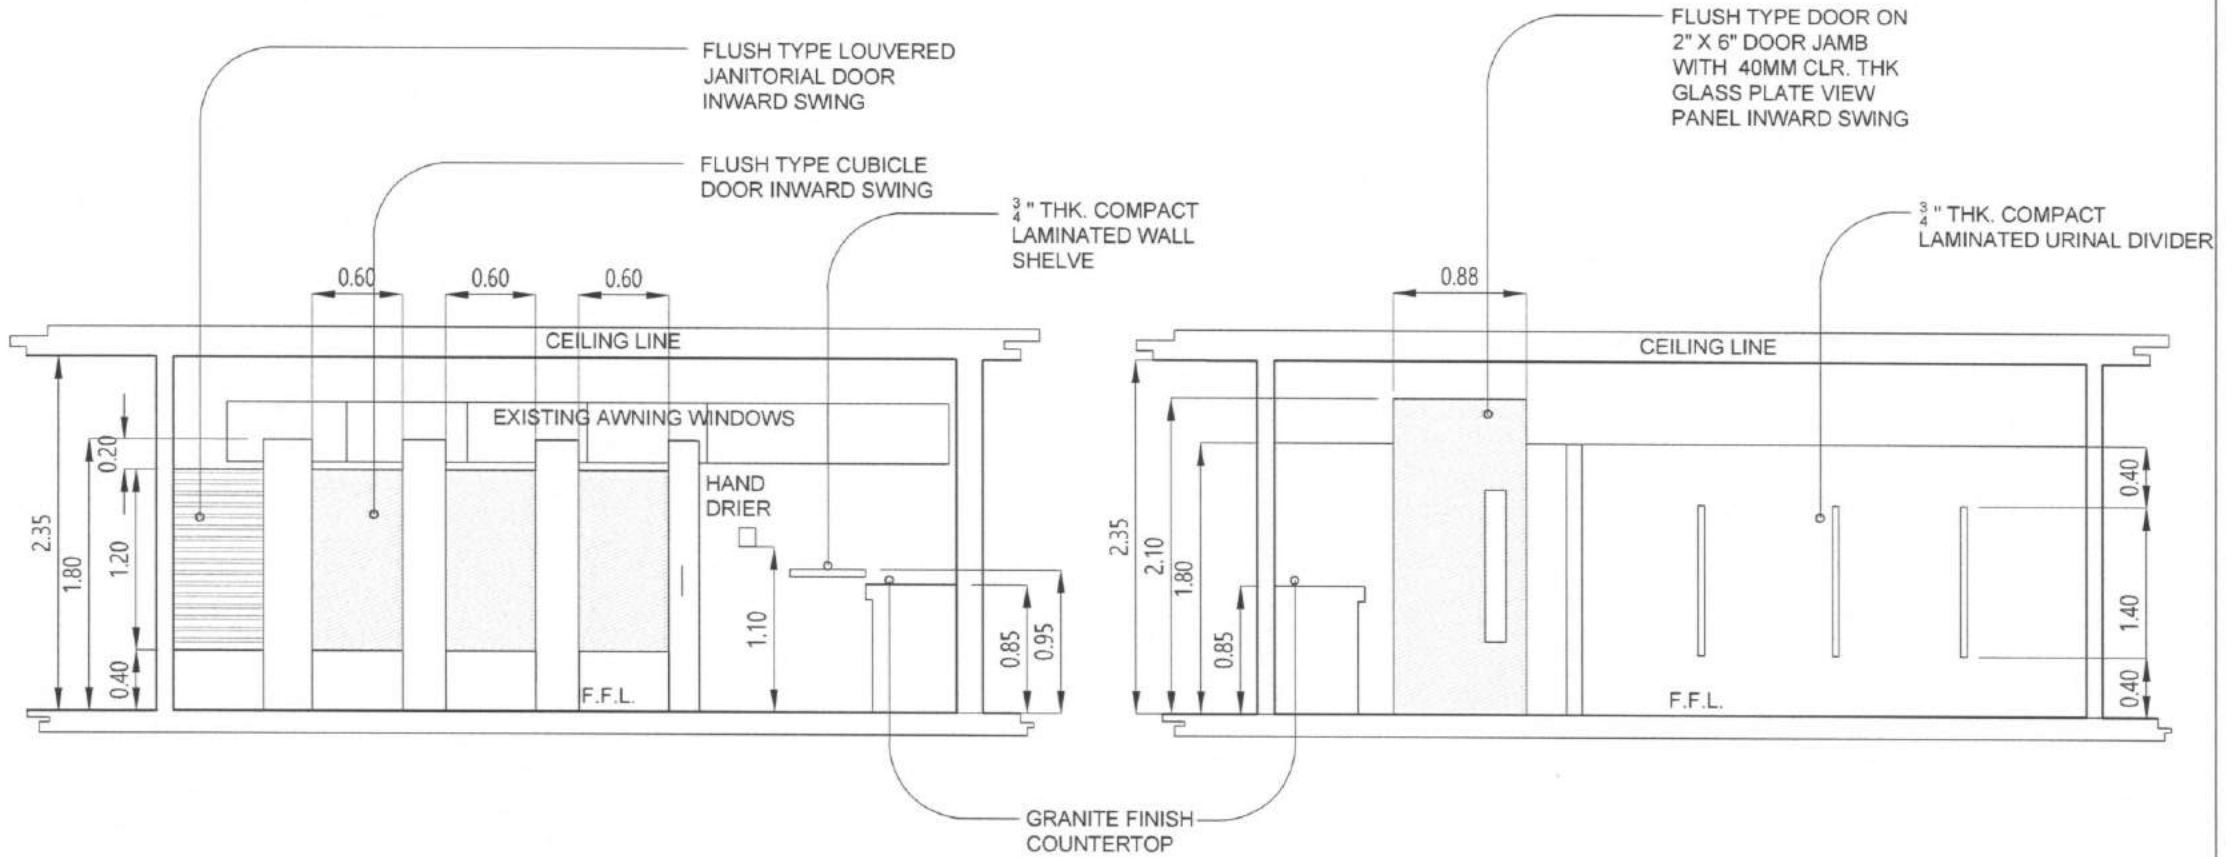 FLUSH TYPE LOUVERED
JANITORIAL DOOR
INWARD SWING
FLUSH TYPE CUBICLE
DOOR INWARD SWING
3/4 " THK. COMPACT
LAMINATED WALL
SHELVE
0.60
0.60
0.60
CEILING LINE
EXISTING AWNING WINDOWS
HAND
DRIER
2.35
1.80
0.20
1.20
0.40
F.F.L.
1.10
0.85
0.95
FLUSH TYPE DOOR ON
2" X 6" DOOR JAMB
WITH 40MM CLR. THK
GLASS PLATE VIEW
PANEL INWARD SWING
3/4 " THK. COMPACT
LAMINATED URINAL DIVIDER
0.88
CEILING LINE
2.35
2.10
1.80
0.85
F.F.L.
0.40
1.40
0.40
GRANITE FINISH
COUNTERTOP